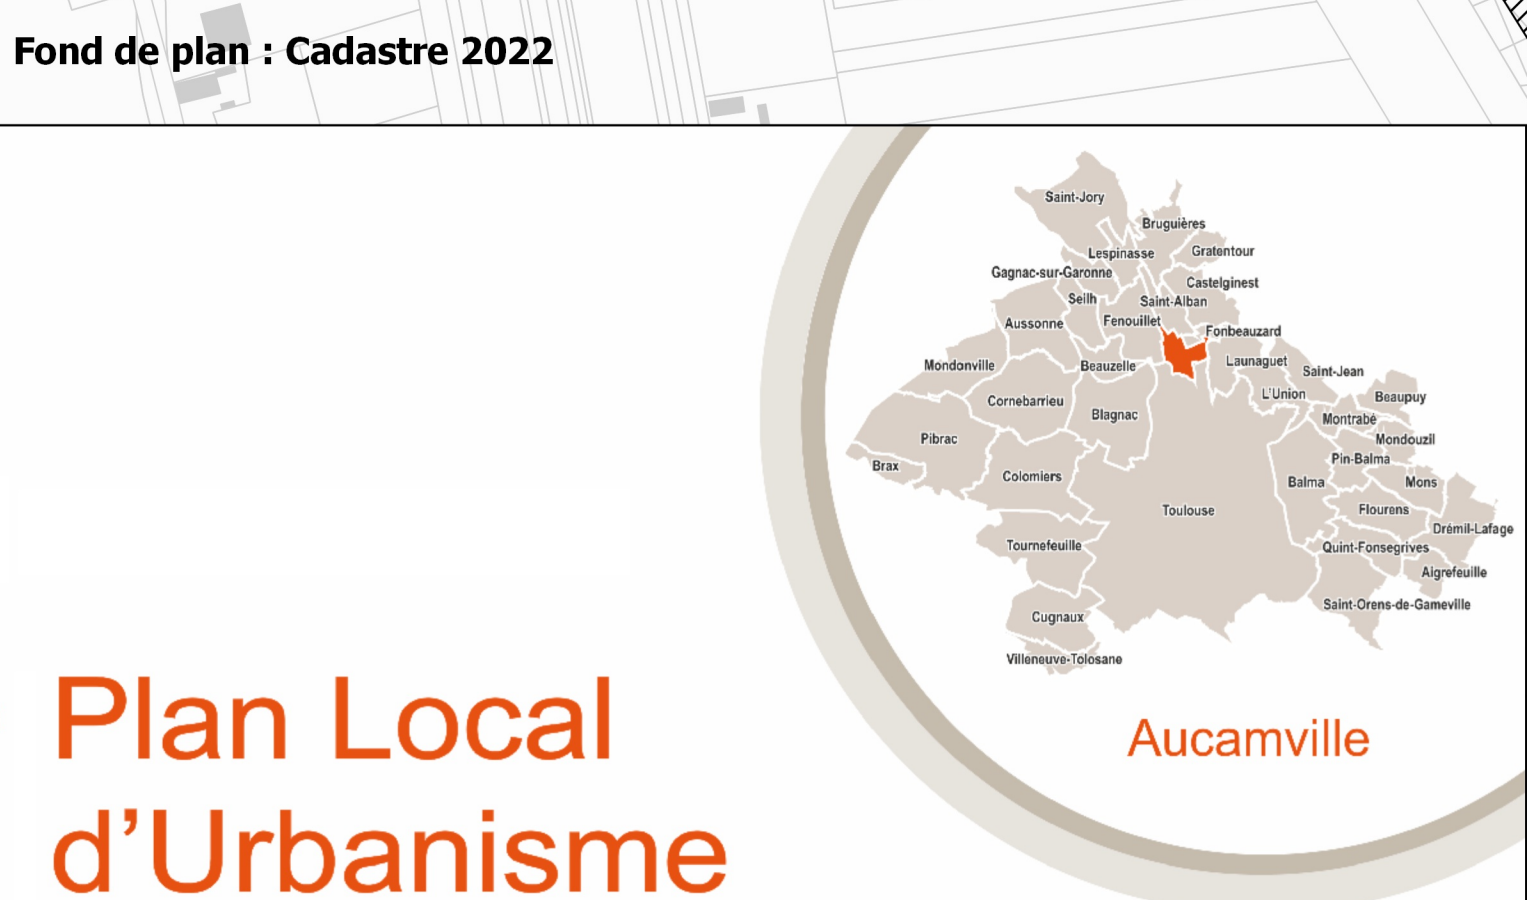 Fond de plan : Cadastre 2022
Saint-Jory
Bruguières
Lespinasse
Gratentour
Gagnac-sur-Garonne
Castelginest
Seilh
Saint-Alban
Aussonne
Fenouillet
Fonbeauzard
Mondonville
Beauzelle
Launaguet
Saint-Jean
L'Union
Beaupuy
Cornebarrieu
Blagnac
Montrabé
Pibrac
Mondouzil
Pin-Balma
Brax
Colomiers
Balma
Mons
Toulouse
Flourens
Drémil-Lafage
Tournefeuille
Quint-Fonsegrives
Aigrefeuille
Saint-Orens-de-Gameville
Cugnaux
Villeneuve-Tolosane
Aucamville
Plan Local
d’Urbanisme